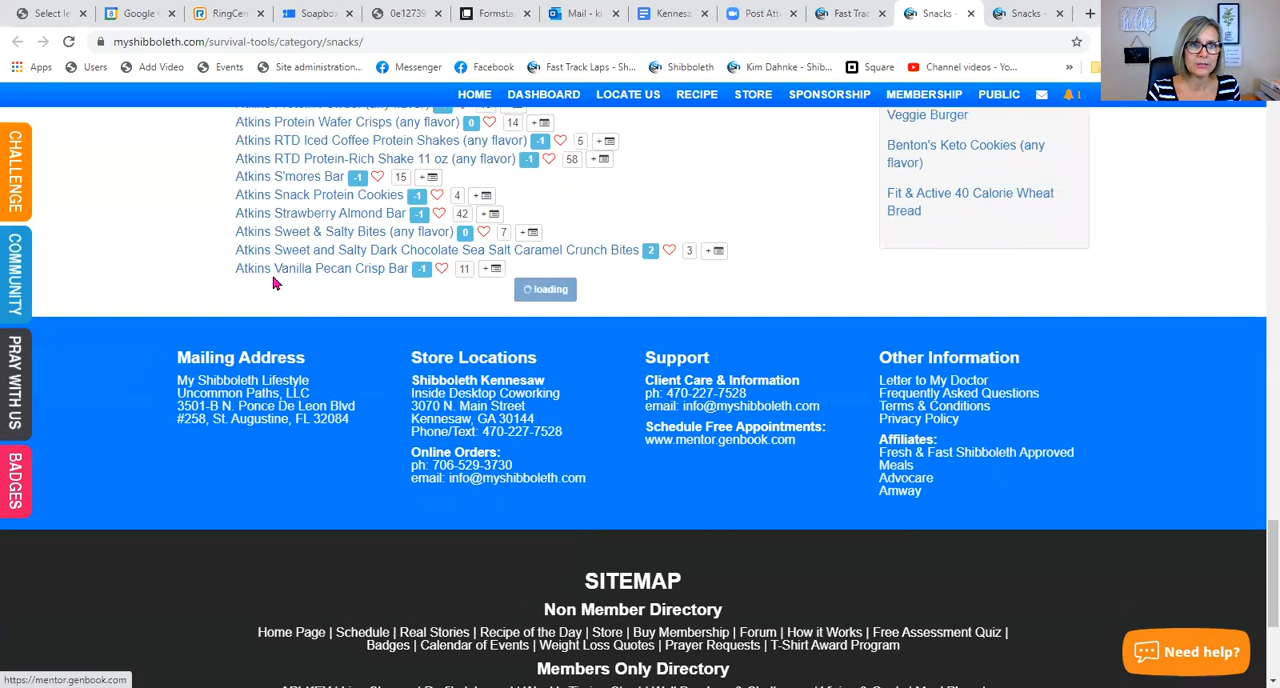 Select le
Google
RingCen
Soapbox
0e12739
Formsta
Mail - ki
Kennesa
Post Att
Fast Trac
Snacks -
Snacks -
myshibboleth.com/survival-tools/category/snacks/
Apps Users Add Video Events Site administration... Messenger Facebook Fast Track Laps - S... Shibboleth Kim Dahnke - Shib... Square Channel videos - Yo... »
HOME DASHBOARD LOCATE US RECIPE STORE SPONSORSHIP MEMBERSHIP PUBLIC 1
hello
CHALLENGE
COMMUNITY
PRAY WITH US
BADGES
Atkins Protein Wafer Crisps (any flavor) 0 14 +
Atkins RTD Iced Coffee Protein Shakes (any flavor) -1 5 +
Atkins RTD Protein-Rich Shake 11 oz (any flavor) -1 58 +
Atkins S'mores Bar -1 15 +
Atkins Snack Protein Cookies -1 4 +
Atkins Strawberry Almond Bar -1 42 +
Atkins Sweet & Salty Bites (any flavor) 0 7 +
Atkins Sweet and Salty Dark Chocolate Sea Salt Caramel Crunch Bites 2 3 +
Atkins Vanilla Pecan Crisp Bar -1 11 +
loading
Veggie Burger
Benton's Keto Cookies (any
flavor)
Fit & Active 40 Calorie Wheat
Bread
Mailing Address
My Shibboleth Lifestyle
Uncommon Paths, LLC
3501-B N. Ponce De Leon Blvd
#258, St. Augustine, FL 32084
Store Locations
Shibboleth Kennesaw
Inside Desktop Coworking
3070 N. Main Street
Kennesaw, GA 30144
Phone/Text: 470-227-7528
Online Orders:
ph: 706-529-3730
email: info@myshibboleth.com
Support
Client Care & Information
ph: 470-227-7528
email: info@myshibboleth.com
Schedule Free Appointments:
www.mentor.genbook.com
Other Information
Letter to My Doctor
Frequently Asked Questions
Terms & Conditions
Privacy Policy
Affiliates:
Fresh & Fast Shibboleth Approved
Meals
Advocare
Amway
SITEMAP
Non Member Directory
Home Page | Schedule | Real Stories | Recipe of the Day | Store | Buy Membership | Forum | How it Works | Free Assessment Quiz |
Badges | Calendar of Events | Weight Loss Quotes | Prayer Requests | T-Shirt Award Program
Members Only Directory
Need help?
https://mentor.genbook.com